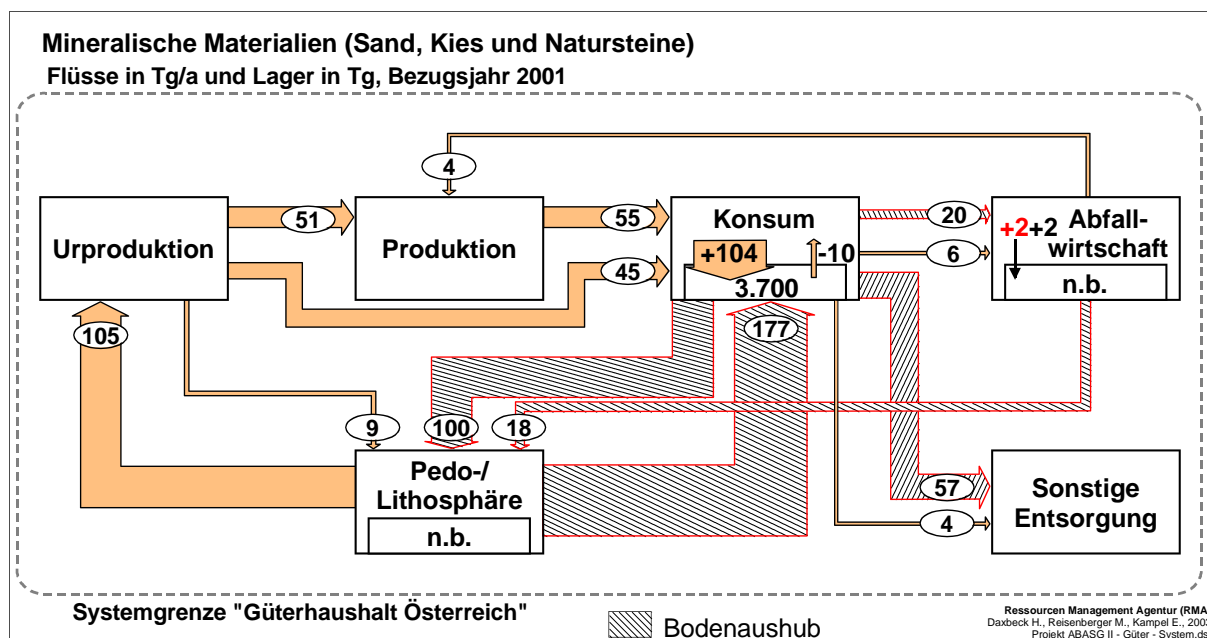 Mineralische Materialien (Sand, Kies und Natursteine)
Flüsse in Tg/a und Lager in Tg, Bezugsjahr 2001
4
51
55
20
Urproduktion
Produktion
Konsum
Abfall-
wirtschaft
+2+2
+104
-10
6
45
3.700
n.b.
105
177
9
100
18
Pedo-/
Lithosphäre
n.b.
57
Sonstige
Entsorgung
4
Systemgrenze "Güterhaushalt Österreich"
Bodenaushub
Ressourcen Management Agentur (RMA
Daxbeck H., Reisenberger M., Kampel E., 2003
Projekt ABASG II - Güter - System.ds